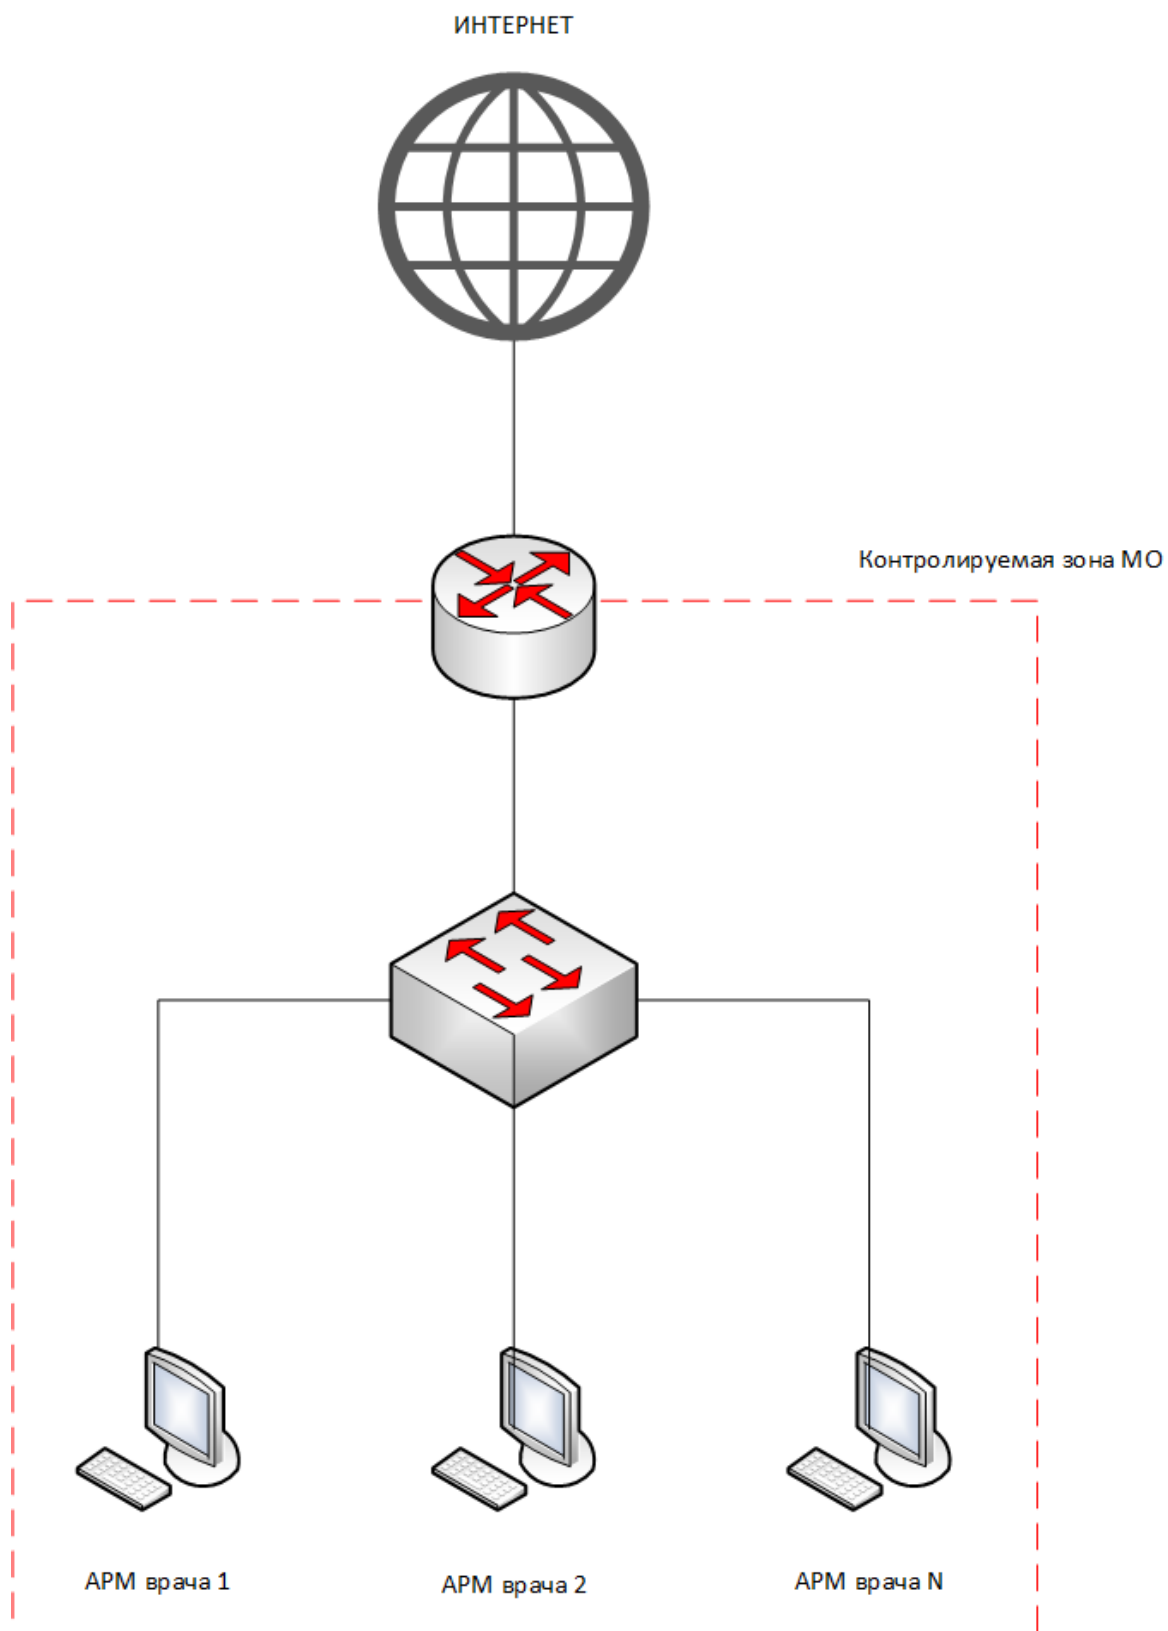 ИНТЕРНЕТ
Контролируемая зона МО
АРМ врача 1
АРМ врача 2
АРМ врача N